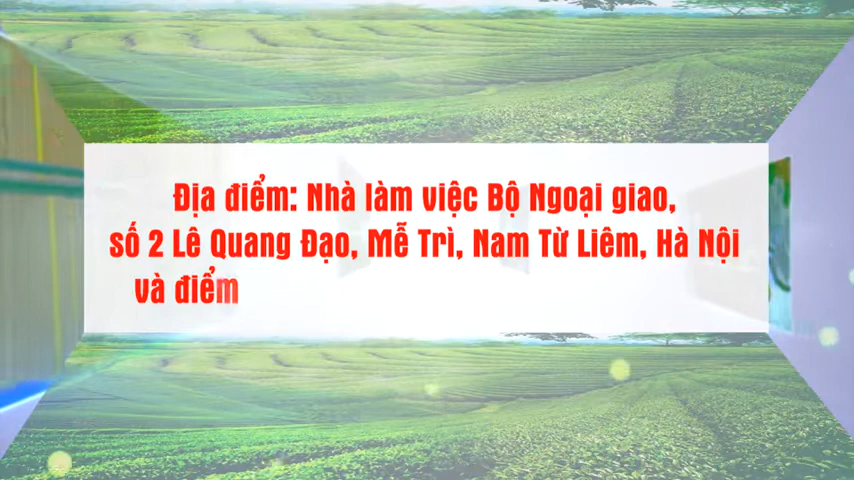 Địa điểm: Nhà làm việc Bộ Ngoại giao,
số 2 Lê Quang Đạo, Mễ Trì, Nam Từ Liêm, Hà Nội
và điểm